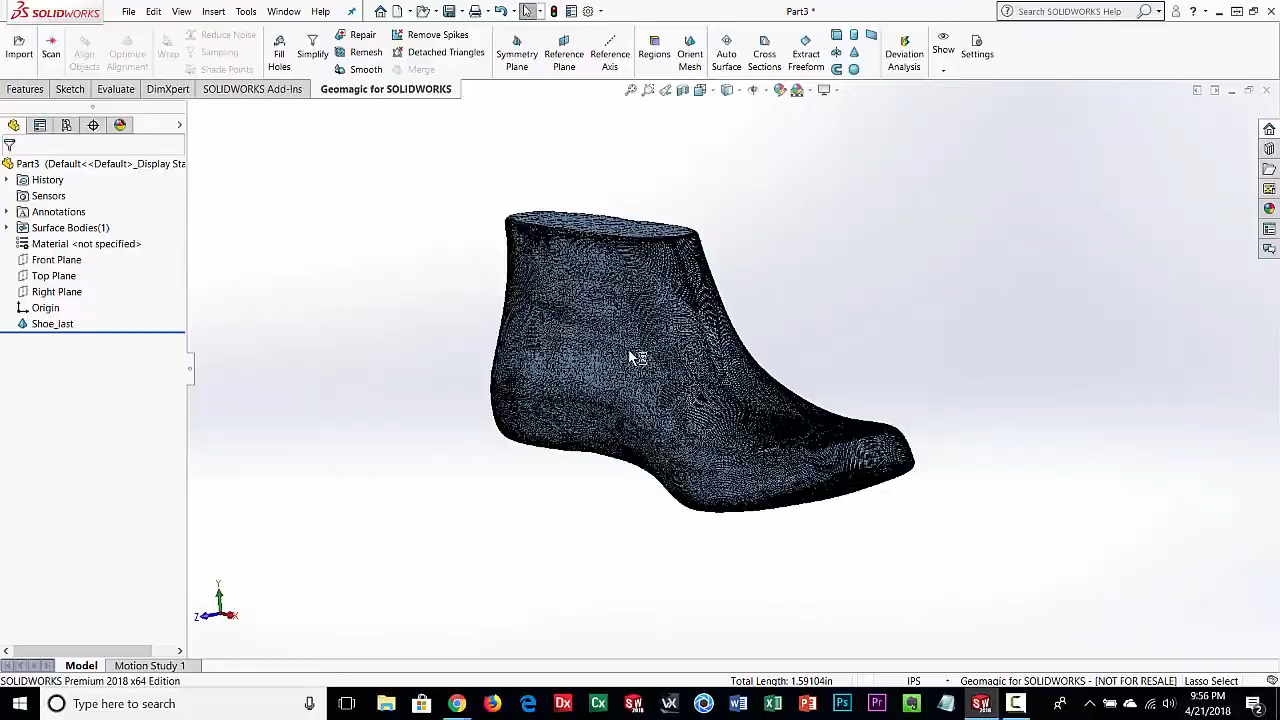 SOLIDWORKS File Edit View Insert Tools Window Help Part3 * Search SOLIDWORKS Help
Import Scan Align Objects Optimize Alignment Wrap Reduce Noise Sampling Shade Points Fill Holes Simplify Repair Remesh Smooth Remove Spikes Detached Triangles Merge Symmetry Plane Reference Plane Reference Axis Regions Orient Mesh Auto Surface Cross Sections Extract Freeform Deviation Analysis Show Settings
Features Sketch Evaluate DimXpert SOLIDWORKS Add-Ins Geomagic for SOLIDWORKS
Part3 (Default<<Default>_Display Sta
History
Sensors
Annotations
Surface Bodies(1)
Material <not specified>
Front Plane
Top Plane
Right Plane
Origin
Shoe_last
Y
Z X
Model Motion Study 1
SOLIDWORKS Premium 2018 x64 Edition Total Length: 1.59104in IPS Geomagic for SOLIDWORKS - [NOT FOR RESALE] Lasso Select
Type here to search 9:56 PM
4/21/2018